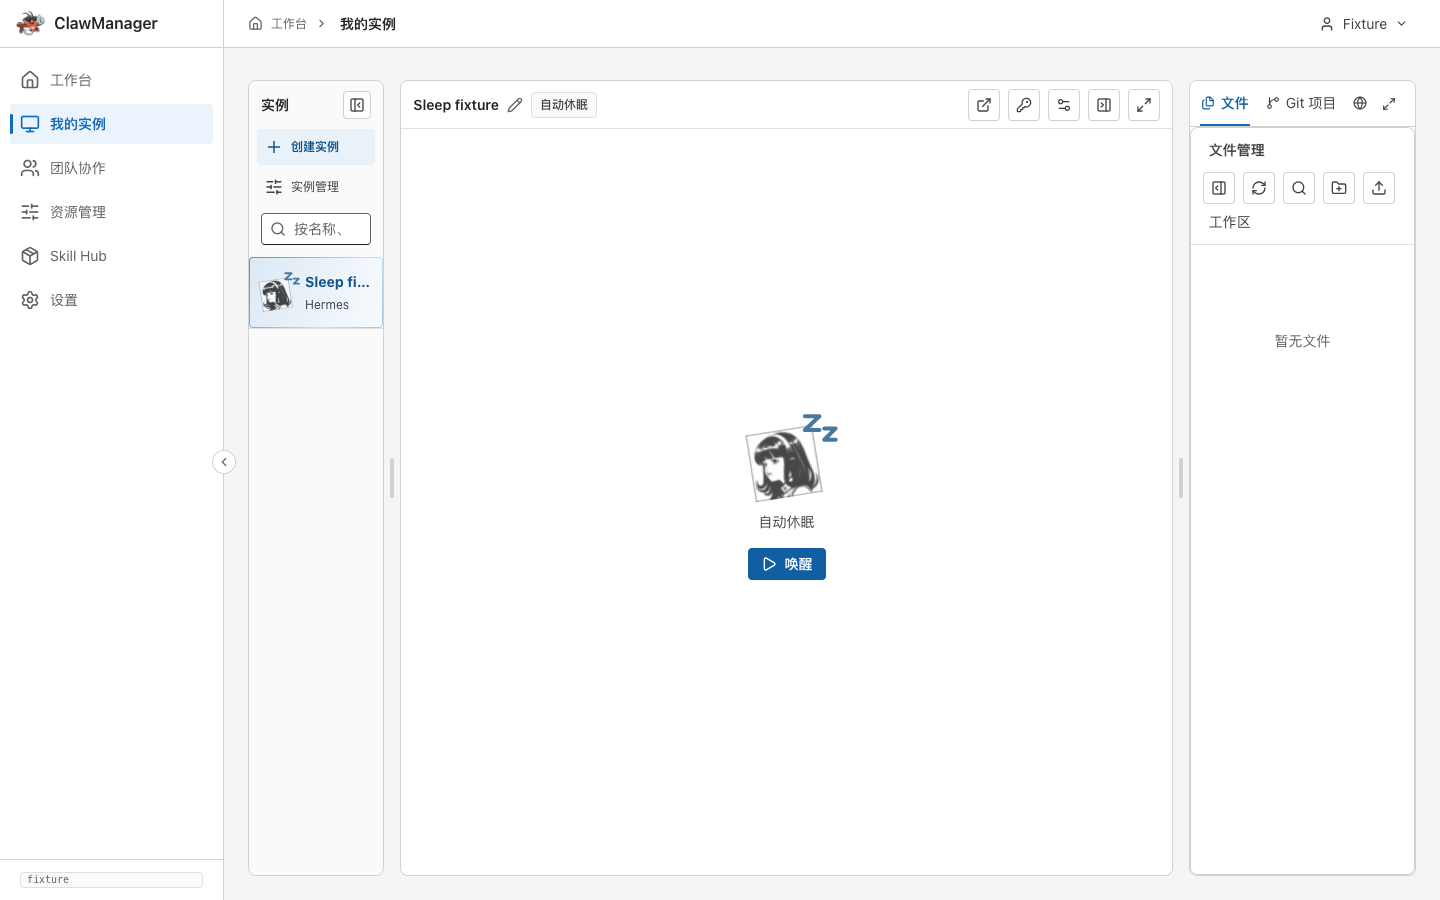 ClawManager
工作台
我的实例
Fixture
工作台
我的实例
团队协作
资源管理
Skill Hub
设置
fixture
实例
创建实例
实例管理
按名称、
Sleep fi...
Hermes
Sleep fixture
自动休眠
自动休眠
唤醒
文件
Git 项目
文件管理
工作区
暂无文件